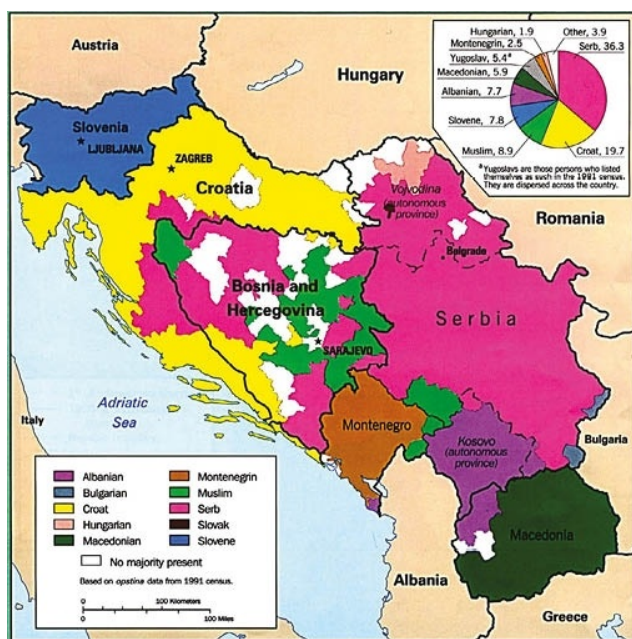 Austria
Hungary
Hungarian, 1.9
Other, 3.9
Montenegrin, 2.5
Serb, 36.3
Yugoslav, 5.4ª
Macedonian, 5.9
Albanian, 7.7
Slovene, 7.8
Muslim, 8.9
Croat, 19.7
ª Yugoslavs are those persons who listed
themselves as such in the 1981 census.
They are dispersed across the country.
Slovenia
LJUBLJANA
ZAGREB
Croatia
Vojvodina
(autonomous
province)
Romania
Belgrade
Bosnia and
Hercegovina
Serbia
SARAJEVO
Adriatic
Sea
Italy
Montenegro
Kosovo
(autonomous
province)
Bulgaria
Macedonia
Albania
Greece
Albanian
Bulgarian
Croat
Hungarian
Macedonian
Montenegrin
Muslim
Serb
Slovak
Slovene
No majority present
Based on opstina data from 1991 census.
0 100 Kilometers
0 100 Miles